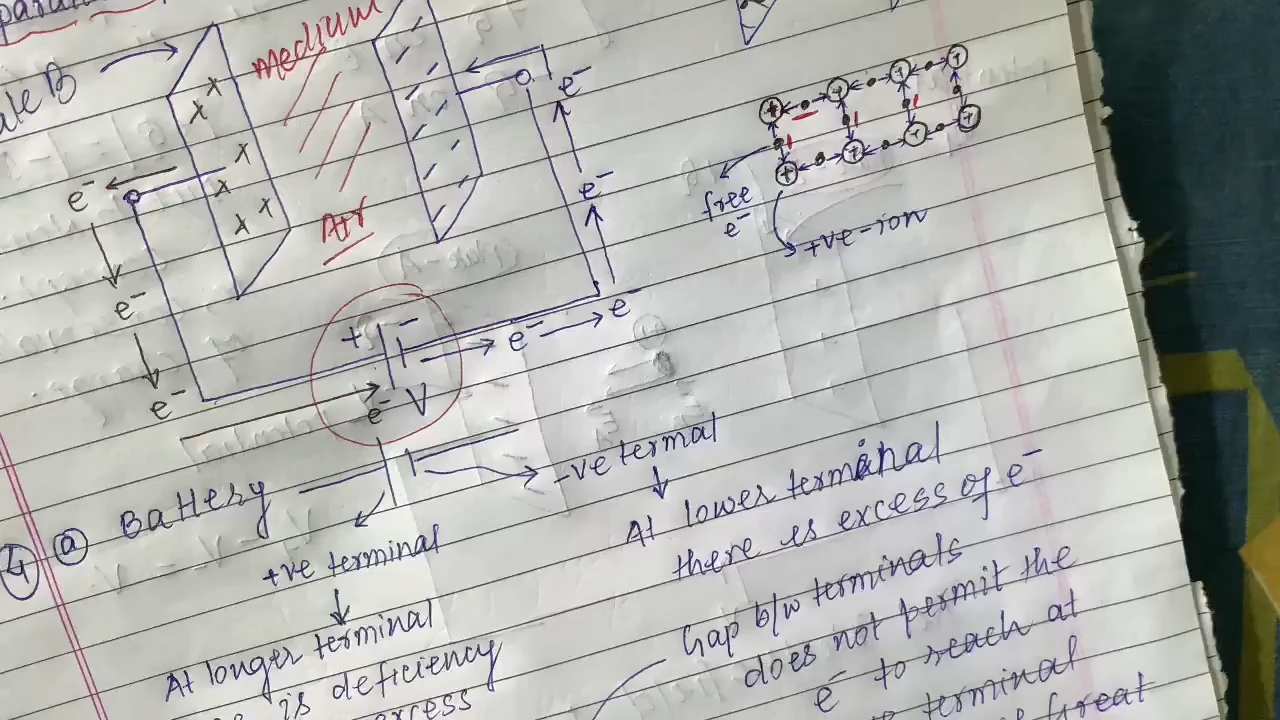 medium
B
Air
e⁻
e⁻
e⁻
e⁻
e⁻
e⁻
e⁻
e⁻
+ −
V
free
e⁻
+ve-ion
4 a Battery
-ve termal
+ve terminal
At lower terminal
there is excess of e⁻
At longer terminal
is deficiency
excess
Gap b/w terminals
does not permit the
e⁻ to reach at
terminal
Great